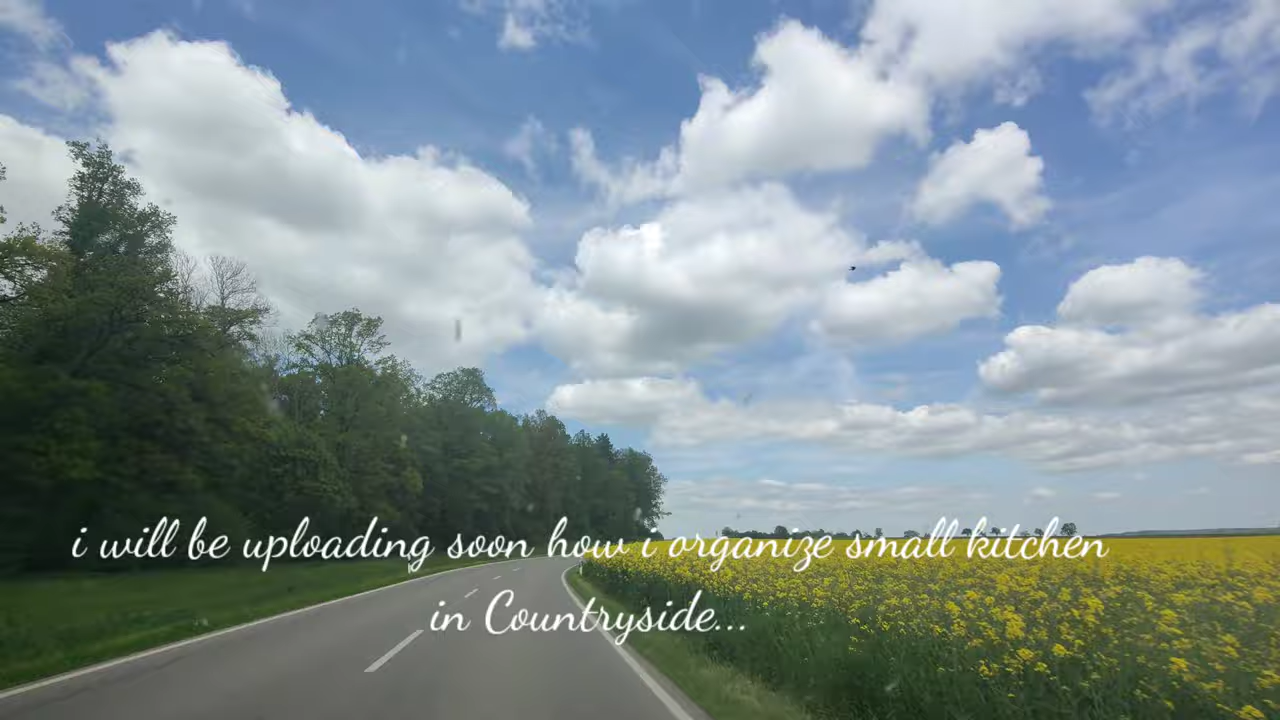 i will be uploading soon how i organize small kitchen
in Countryside...